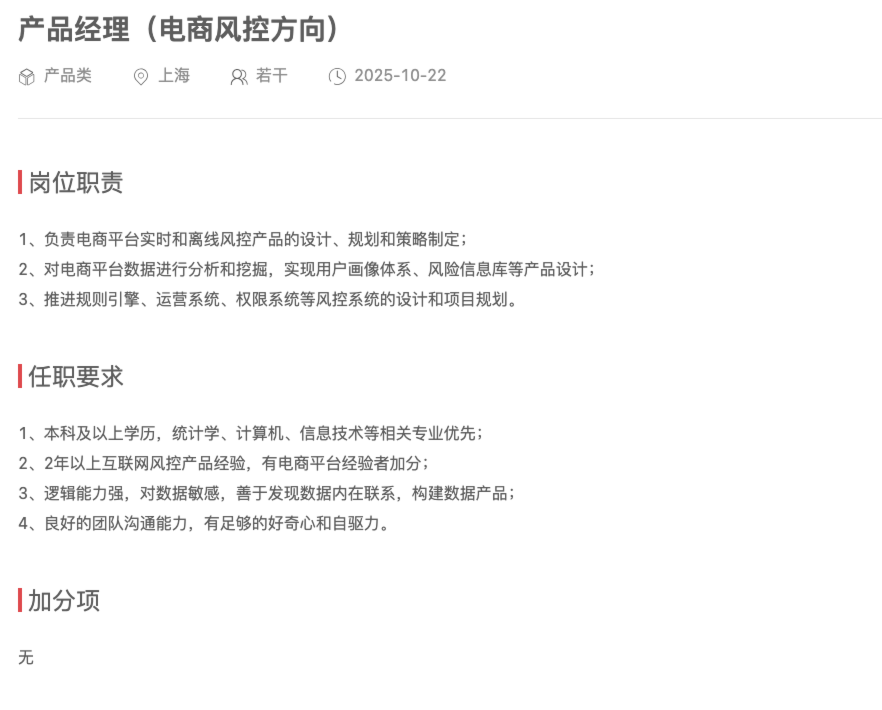 产品经理（电商风控方向）
产品类 上海 若干 2025-10-22
岗位职责
1、负责电商平台实时和离线风控产品的设计、规划和策略制定；
2、对电商平台数据进行分析和挖掘，实现用户画像体系、风险信息库等产品设计；
3、推进规则引擎、运营系统、权限系统等风控系统的设计和项目规划。
任职要求
1、本科及以上学历，统计学、计算机、信息技术等相关专业优先；
2、2年以上互联网风控产品经验，有电商平台经验者加分；
3、逻辑能力强，对数据敏感，善于发现数据内在联系，构建数据产品；
4、良好的团队沟通能力，有足够的好奇心和自驱力。
加分项
无